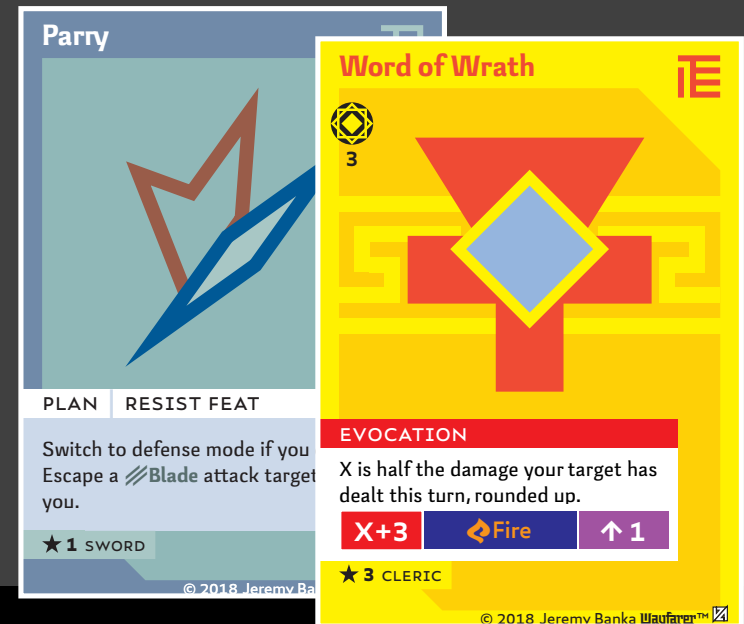 Parry
PLAN RESIST FEAT
Switch to defense mode if you
Escape a Blade attack target
you.
★ 1 SWORD
© 2018 Jeremy Ba
Word of Wrath
3
EVOCATION
X is half the damage your target has
dealt this turn, rounded up.
X+3 Fire ↑ 1
★ 3 CLERIC
© 2018 Jeremy Banka Wayfarer™